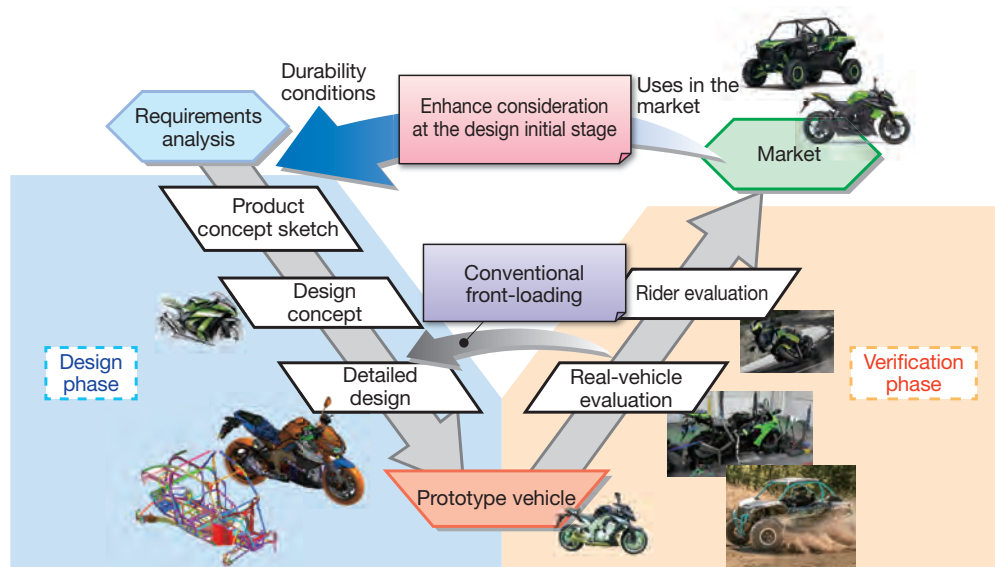 Durability
conditions
Enhance consideration
at the design initial stage
Uses in the
market
Requirements
analysis
Market
Product
concept sketch
Conventional
front-loading
Design
concept
Rider evaluation
Design
phase
Verification
phase
Detailed
design
Real-vehicle
evaluation
Prototype vehicle